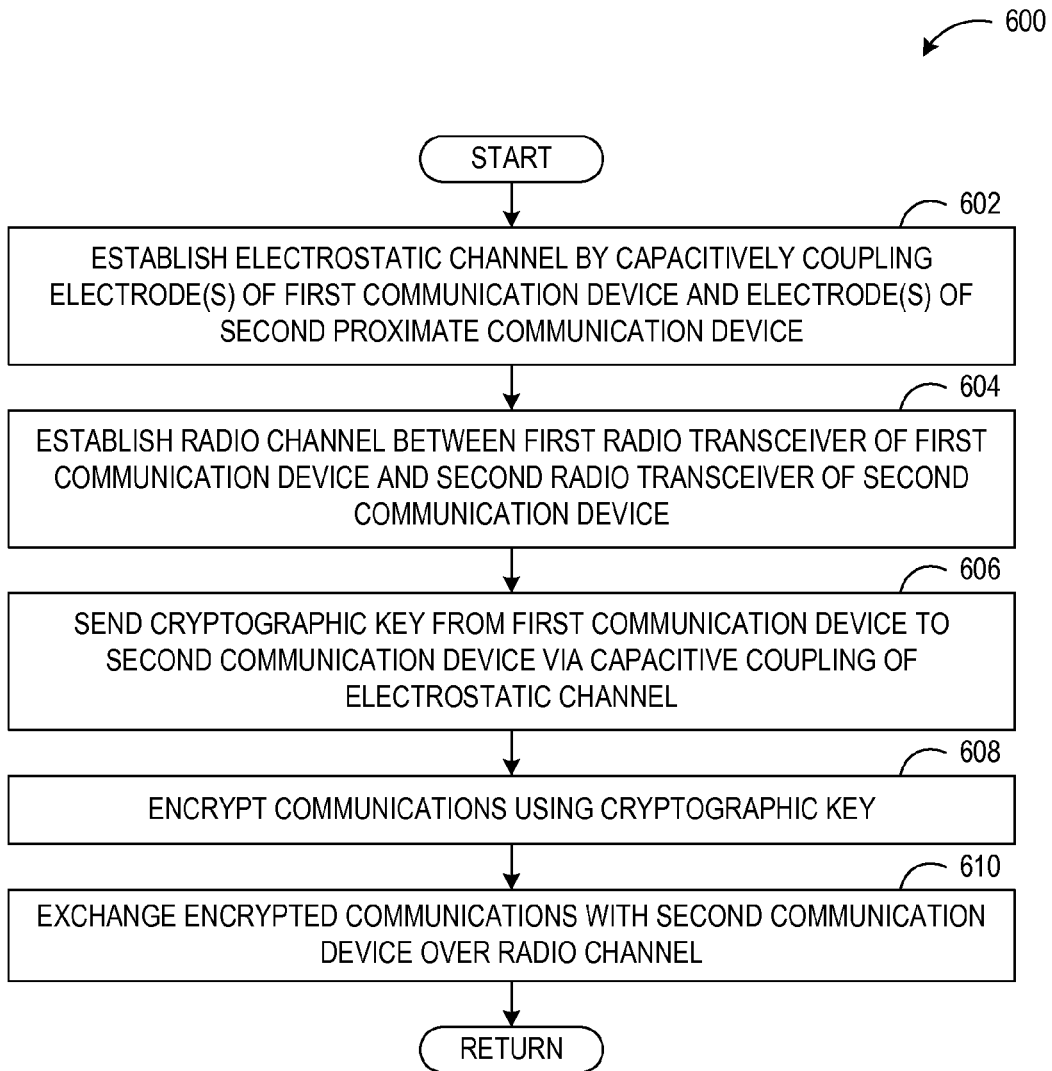 600
START
602
ESTABLISH ELECTROSTATIC CHANNEL BY CAPACITIVELY COUPLING
ELECTRODE(S) OF FIRST COMMUNICATION DEVICE AND ELECTRODE(S) OF
SECOND PROXIMATE COMMUNICATION DEVICE
604
ESTABLISH RADIO CHANNEL BETWEEN FIRST RADIO TRANSCEIVER OF FIRST
COMMUNICATION DEVICE AND SECOND RADIO TRANSCEIVER OF SECOND
COMMUNICATION DEVICE
606
SEND CRYPTOGRAPHIC KEY FROM FIRST COMMUNICATION DEVICE TO
SECOND COMMUNICATION DEVICE VIA CAPACITIVE COUPLING OF
ELECTROSTATIC CHANNEL
608
ENCRYPT COMMUNICATIONS USING CRYPTOGRAPHIC KEY
610
EXCHANGE ENCRYPTED COMMUNICATIONS WITH SECOND COMMUNICATION
DEVICE OVER RADIO CHANNEL
RETURN